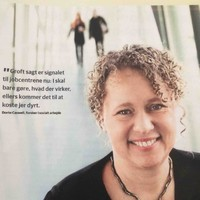 "Groft sagt er signalet
til jobcentrene nu: I skal
bare gøre, hvad der virker,
ellers kommer det til at
koste jer dyrt.